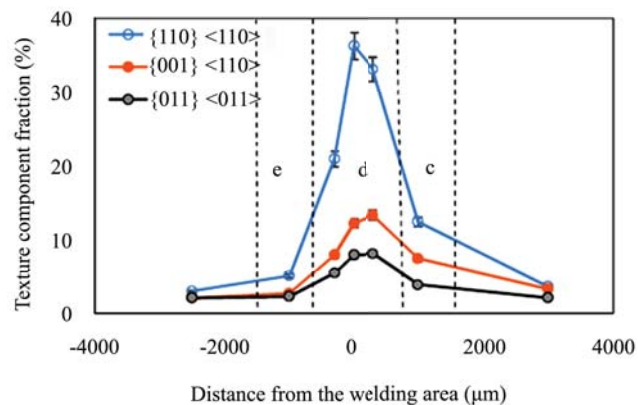 40
30
20
10
0
Texture component fraction (%)
{110} <110>
{001} <110>
{011} <011>
e
d
c
-4000
-2000
0
2000
4000
Distance from the welding area (μm)